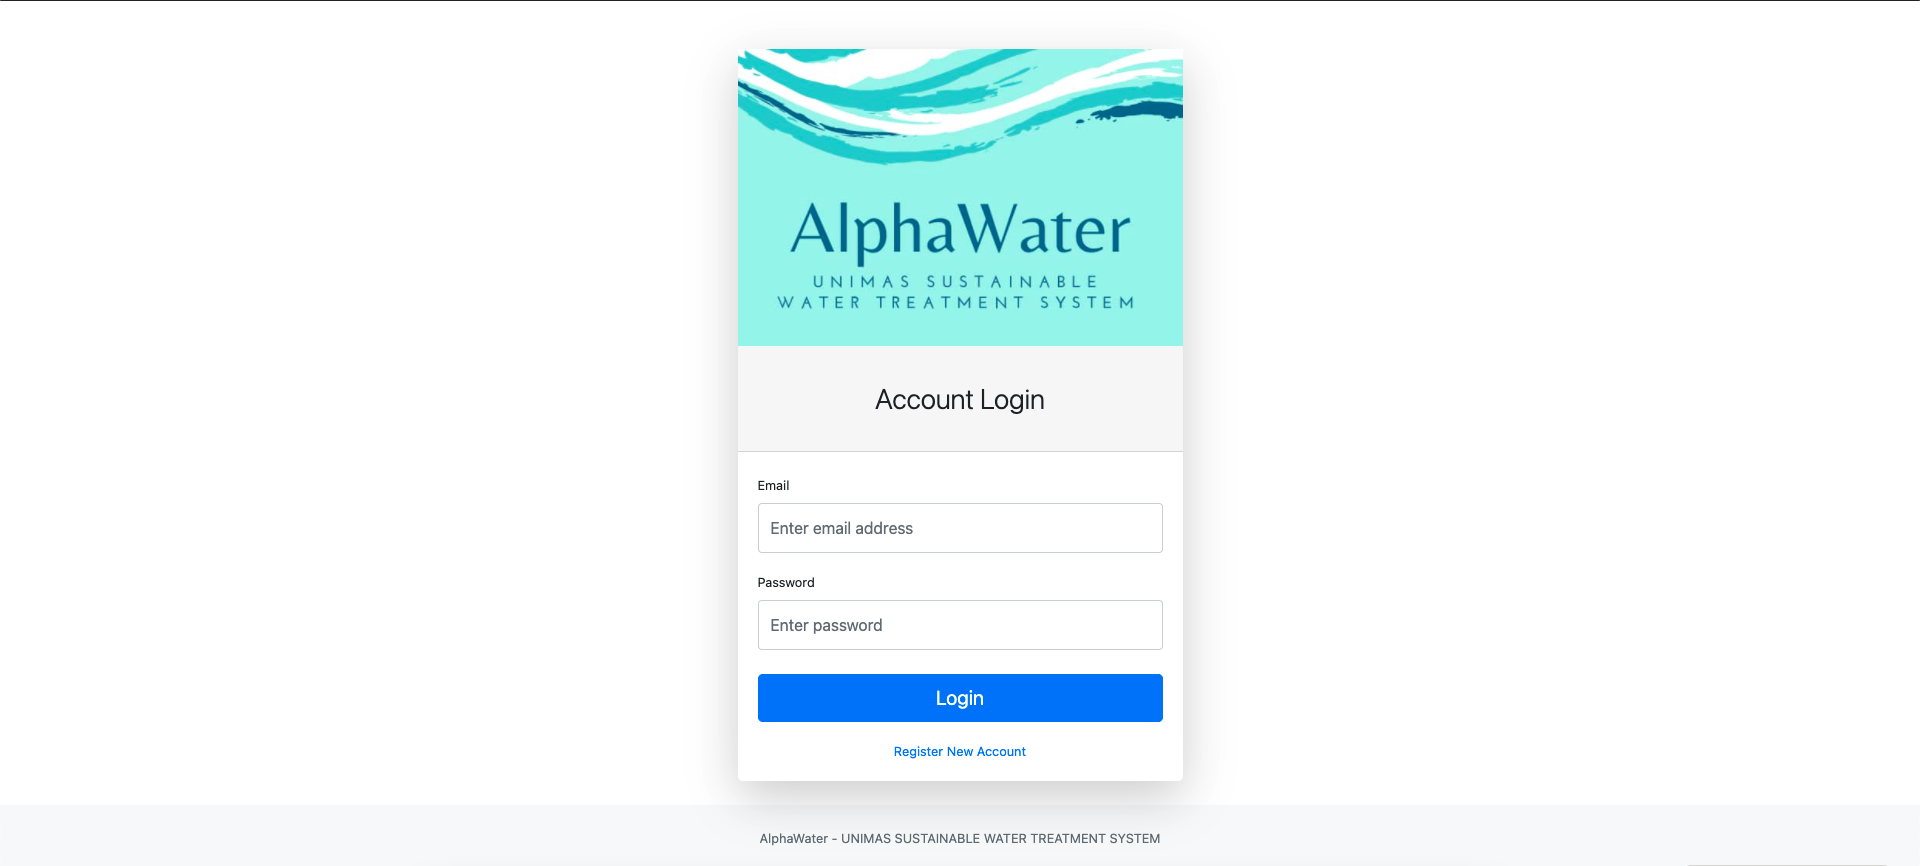 AlphaWater
UNIMAS SUSTAINABLE
WATER TREATMENT SYSTEM
Account Login
Email
Enter email address
Password
Enter password
Login
Register New Account
AlphaWater - UNIMAS SUSTAINABLE WATER TREATMENT SYSTEM